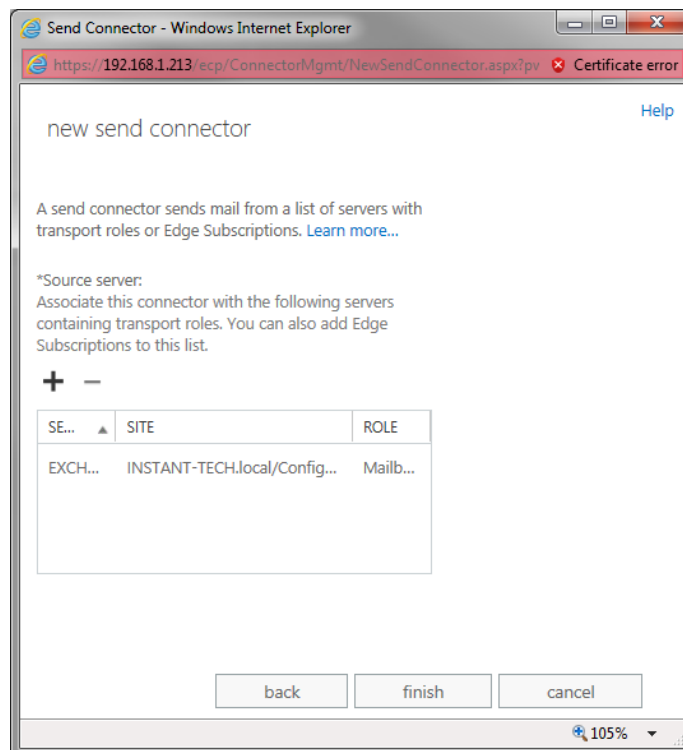 Send Connector - Windows Internet Explorer
https://192.168.1.213/ecp/ConnectorMgmt/NewSendConnector.aspx?pv Certificate error
Help
new send connector
A send connector sends mail from a list of servers with
transport roles or Edge Subscriptions. Learn more...
*Source server:
Associate this connector with the following servers
containing transport roles. You can also add Edge
Subscriptions to this list.
SE... SITE ROLE
EXCH... INSTANT-TECH.local/Config... Mailb...
back finish cancel
105%